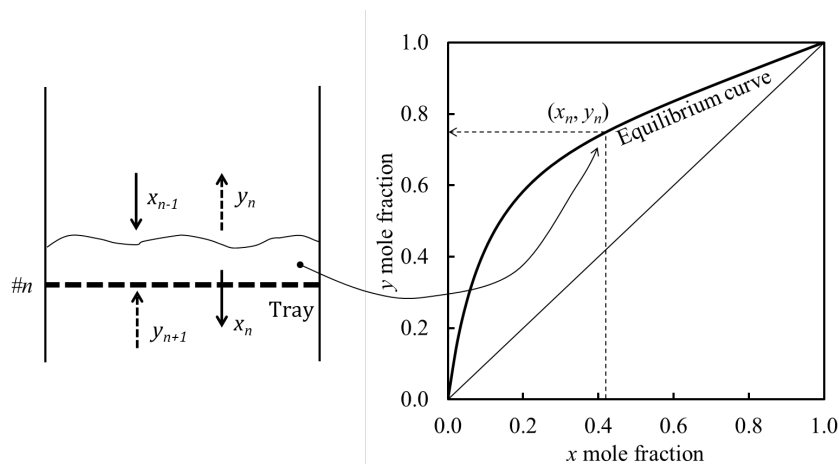 x_{n-1}
y_n
#n
Tray
y_{n+1}
x_n
1.0
0.8
0.6
0.4
0.2
0.0
y mole fraction
(x_n, y_n)
Equilibrium curve
0.0 0.2 0.4 0.6 0.8 1.0
x mole fraction